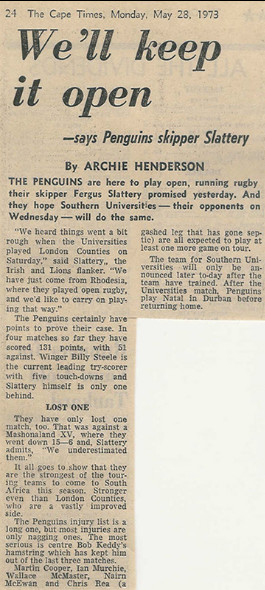 24 The Cape Times, Monday, May 28, 1973
We'll keep
it open
—says Penguins skipper Slattery
By ARCHIE HENDERSON
THE PENGUINS are here to play open, running rugby
their skipper Fergus Slattery promised yesterday. And
they hope Southern Universities — their opponents on
Wednesday — will do the same.
"We heard things went a bit
rough when the Universities
played London Counties on
Saturday," said Slattery,
the Irish and Lions flanker. "We
have just come from Rhodesia,
where they played open rugby,
and we'd like to carry on play-
ing that way."
The Penguins certainly have
points to prove their case. In
four matches so far they have
scored 131 points, with 51
against. Winger Billy Steele is
the current leading try-scorer
with five touch-downs and
Slattery himself is only one
behind.
LOST ONE
They have only lost one
match, too. That was against a
Mashonaland XV, where they
went down 15—6 and, Slattery
admits, "We underestimated
them."
It all goes to show that they
are the strongest of the tour-
ing teams to come to South
Africa this season. Stronger
even than London Counties,
who are a vastly improved
side.
The Penguins injury list is a
long one, but most injuries are
only nagging ones. The most
serious is centre Bob Keddy's
hamstring which has kept him
out of the last three matches.
Martin Cooper, Ian Murchie,
Wallace McMaster, Nairn
McEwan and Chris Rea (a
gashed leg that has gone sep-
tic) are all expected to play at
least one more game on tour.
The team for Southern Uni-
versities will only be an-
nounced later to-day after the
team have trained. After the
Universities match, Penguins
play Natal in Durban before
returning home.